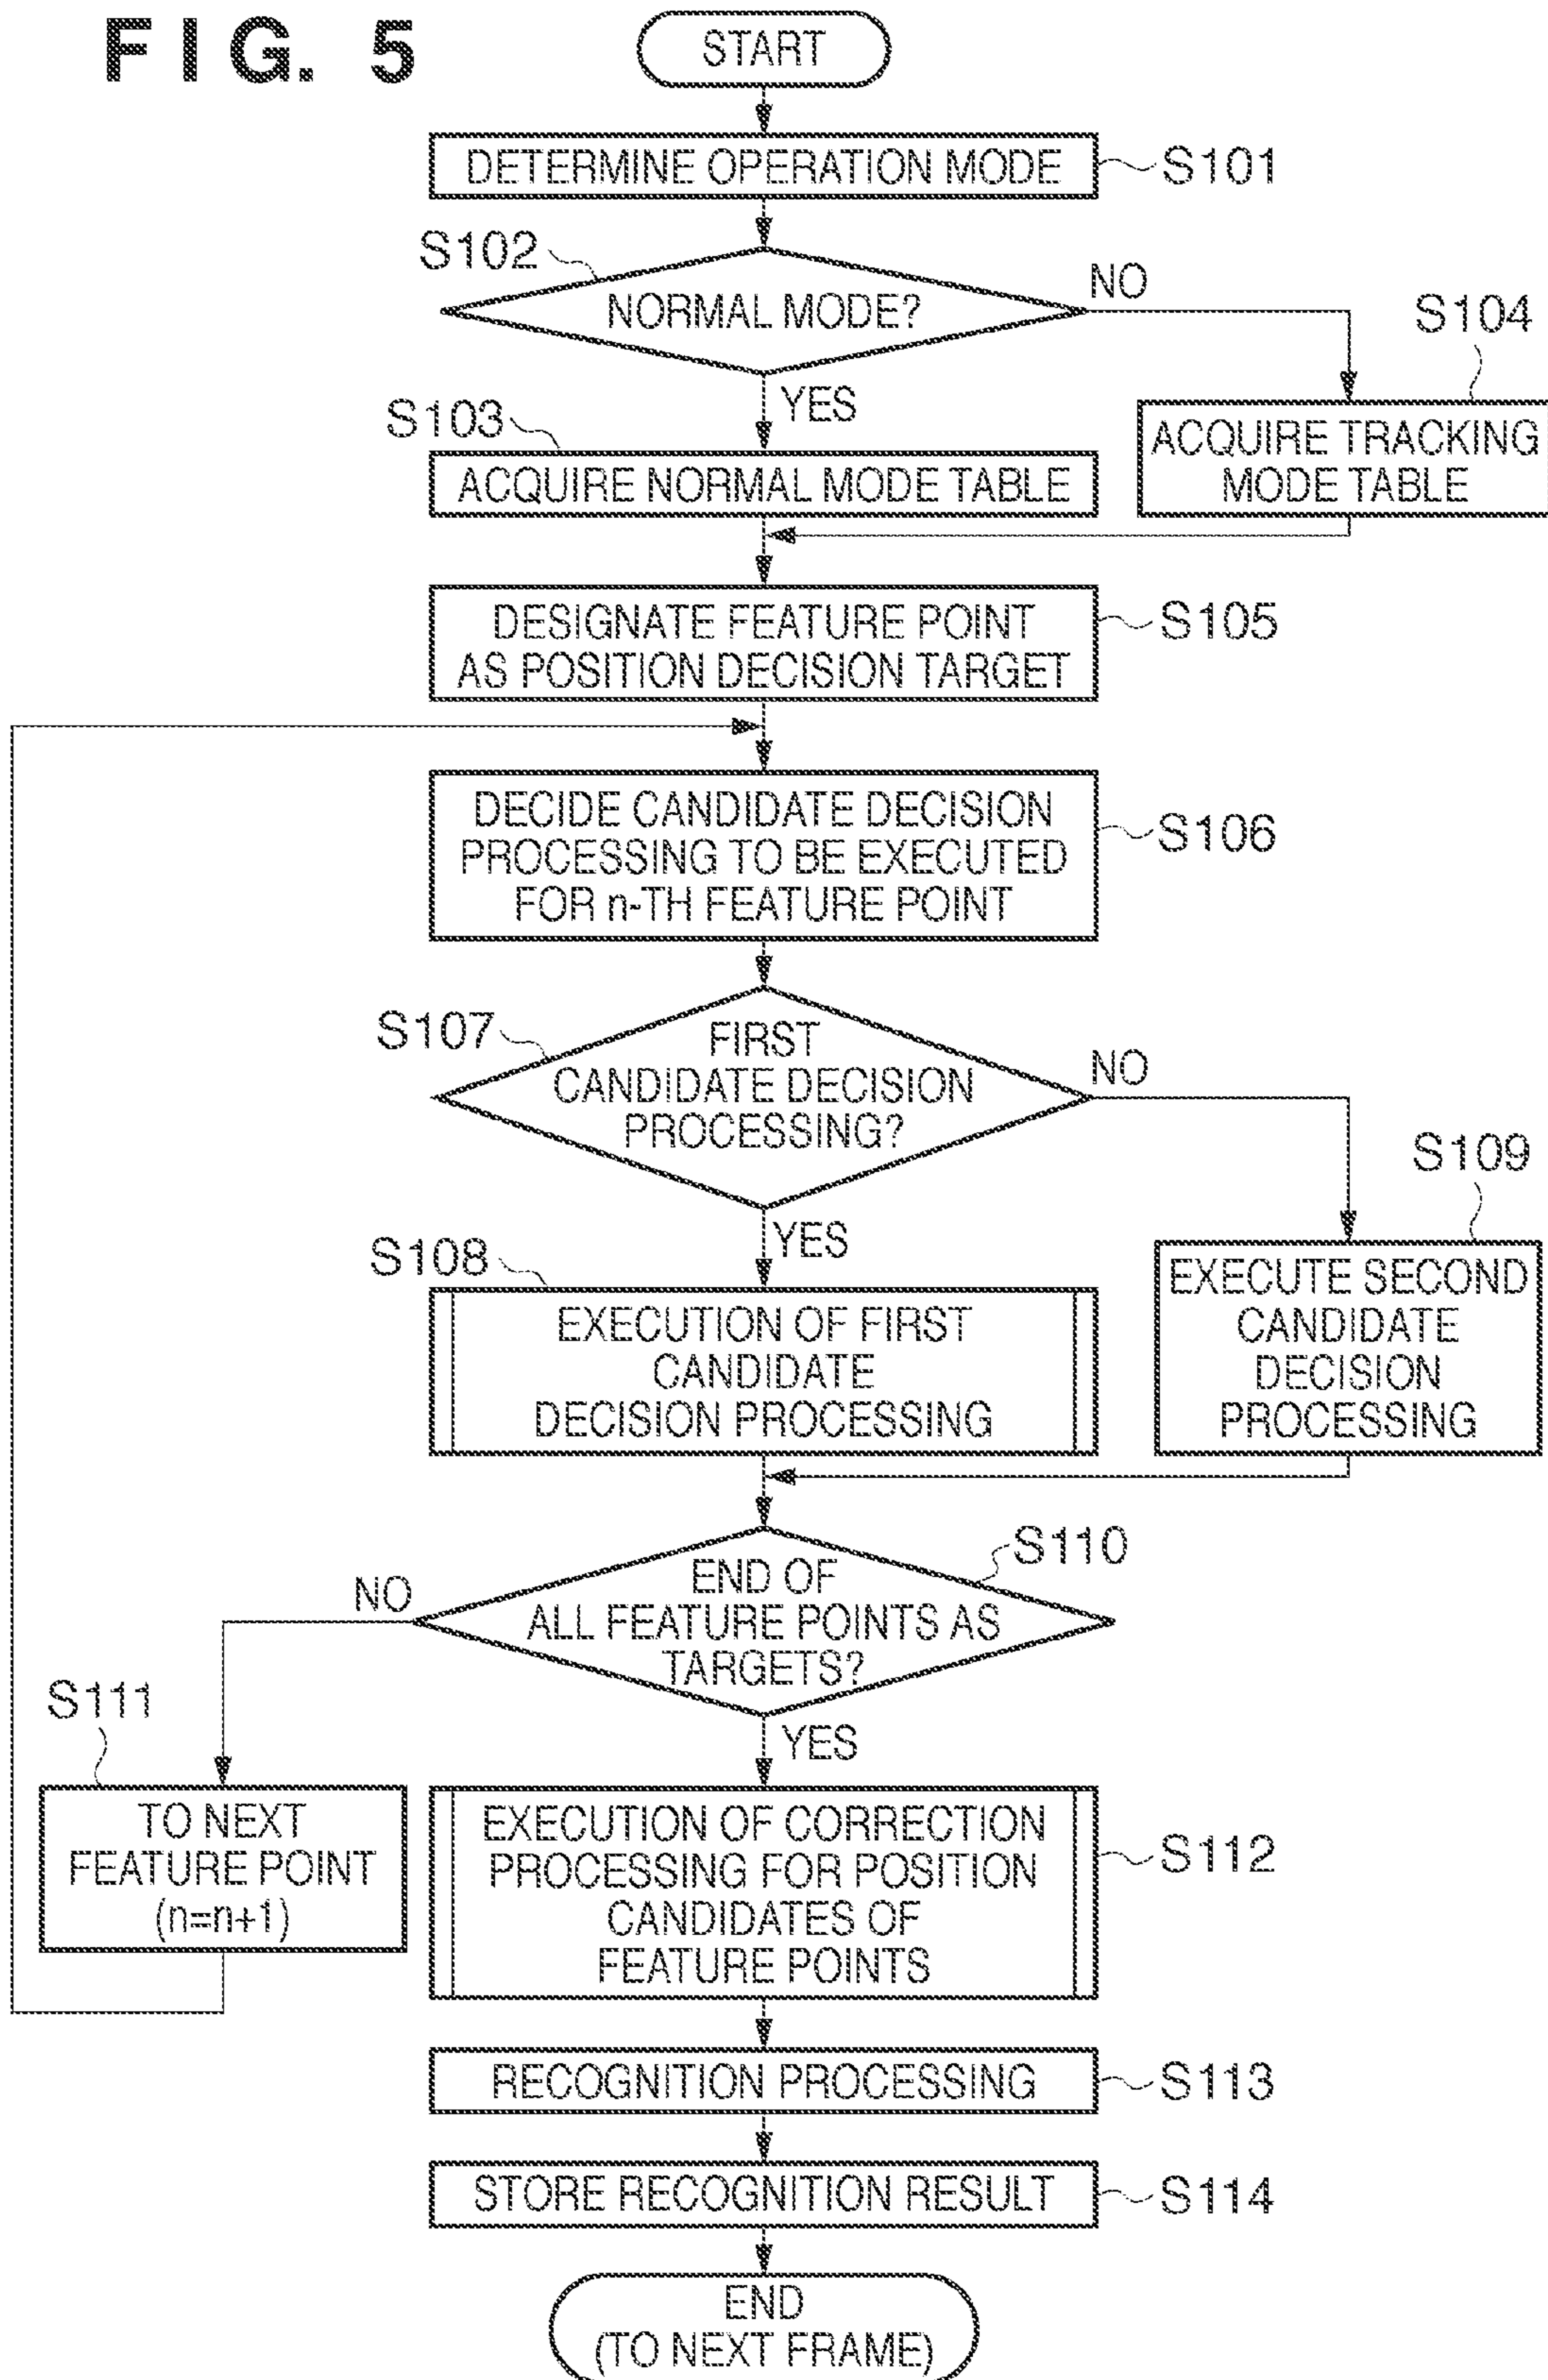 FIG. 5
START
DETERMINE OPERATION MODE
S101
S102
NORMAL MODE?
NO
YES
S103
ACQUIRE NORMAL MODE TABLE
S104
ACQUIRE TRACKING
MODE TABLE
DESIGNATE FEATURE POINT
AS POSITION DECISION TARGET
S105
DECIDE CANDIDATE DECISION
PROCESSING TO BE EXECUTED
FOR n-TH FEATURE POINT
S106
S107
FIRST
CANDIDATE DECISION
PROCESSING?
NO
YES
S108
EXECUTION OF FIRST
CANDIDATE
DECISION PROCESSING
S109
EXECUTE SECOND
CANDIDATE
DECISION
PROCESSING
S110
END OF
ALL FEATURE POINTS AS
TARGETS?
NO
YES
S111
TO NEXT
FEATURE POINT
(n=n+1)
EXECUTION OF CORRECTION
PROCESSING FOR POSITION
CANDIDATES OF
FEATURE POINTS
S112
RECOGNITION PROCESSING
S113
STORE RECOGNITION RESULT
S114
END
(TO NEXT FRAME)